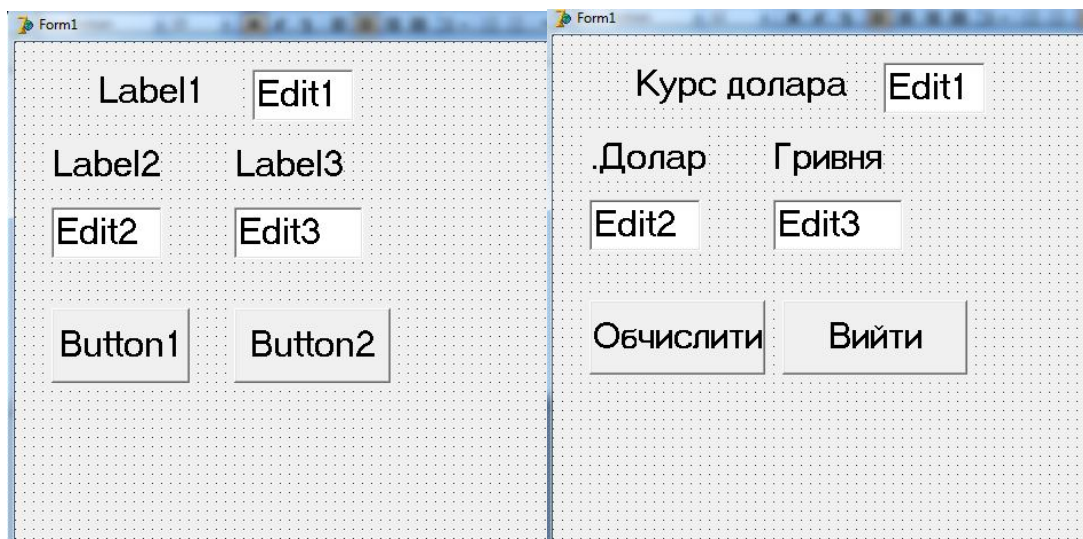 Form1
Label1 Edit1
Label2 Label3
Edit2 Edit3
Button1 Button2
Form1
Курс долара Edit1
.Долар Гривня
Edit2 Edit3
Обчислити Вийти